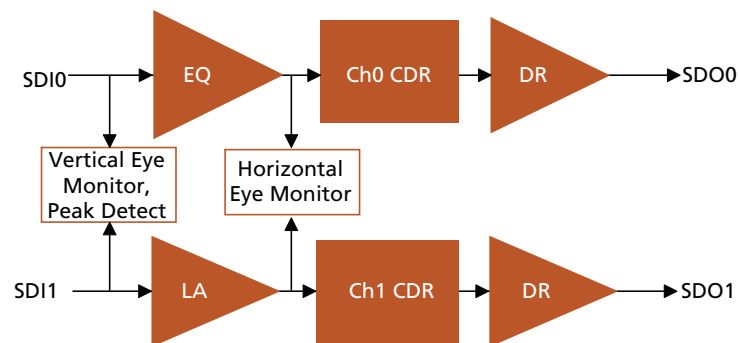 SDI0
EQ
Ch0 CDR
DR
SDO0
Vertical Eye
Monitor,
Peak Detect
Horizontal
Eye Monitor
SDI1
LA
Ch1 CDR
DR
SDO1